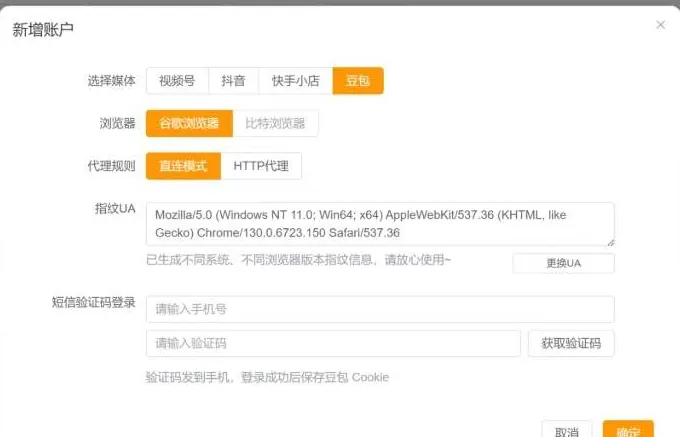 新增账户
选择媒体 视频号 抖音 快手小店 豆包
浏览器 谷歌浏览器 比特浏览器
代理规则 直连模式 HTTP代理
指纹UA Mozilla/5.0 (Windows NT 11.0; Win64; x64) AppleWebKit/537.36 (KHTML, like
Gecko) Chrome/130.0.6723.150 Safari/537.36
已生成不同系统、不同浏览器版本指纹信息，请放心使用~ 更换UA
短信验证码登录 请输入手机号
请输入验证码 获取验证码
验证码发到手机，登录成功后保存豆包 Cookie
取消 确定